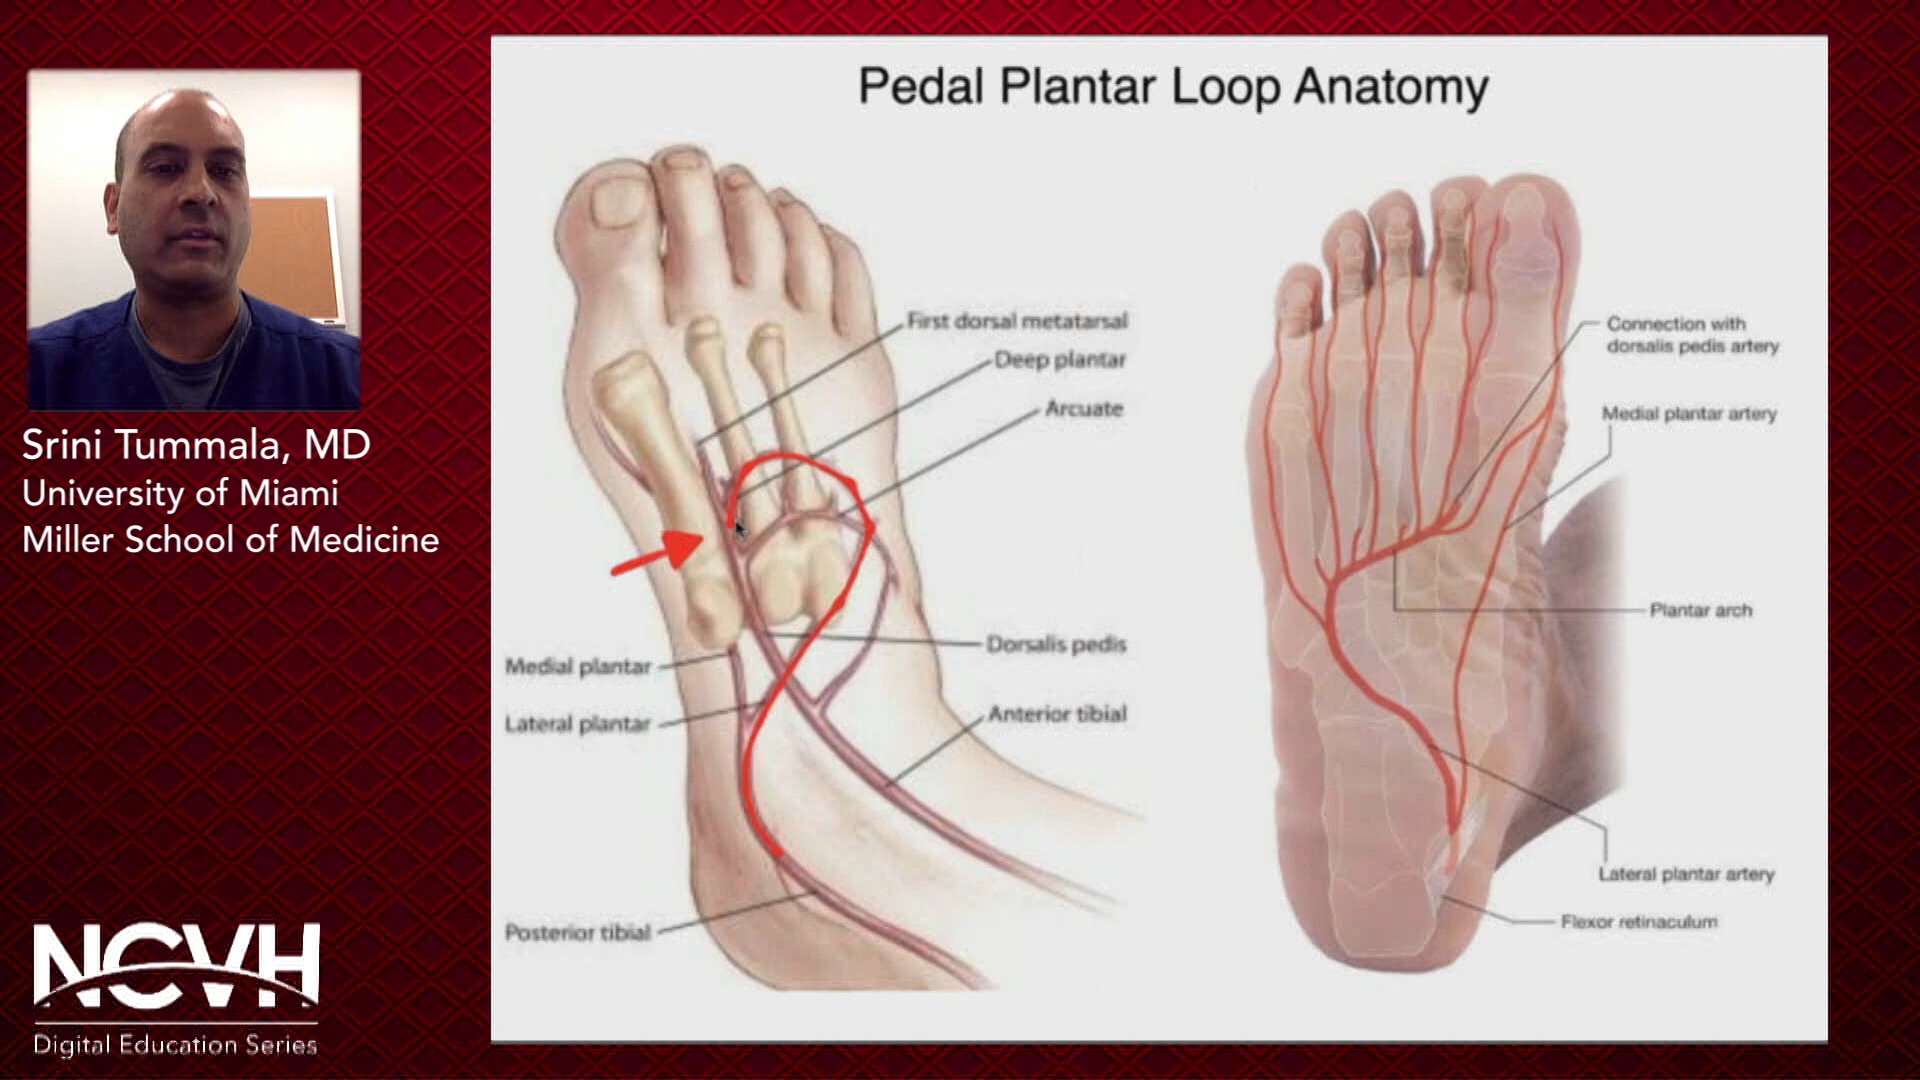 Pedal Plantar Loop Anatomy
First dorsal metatarsal
Deep plantar
Arcuate
Medial plantar
Lateral plantar
Dorsalis pedis
Anterior tibial
Posterior tibial
Connection with
dorsalis pedis artery
Medial plantar artery
Plantar arch
Lateral plantar artery
Flexor retinaculum
Srini Tummala, MD
University of Miami
Miller School of Medicine
NCVH
Digital Education Series